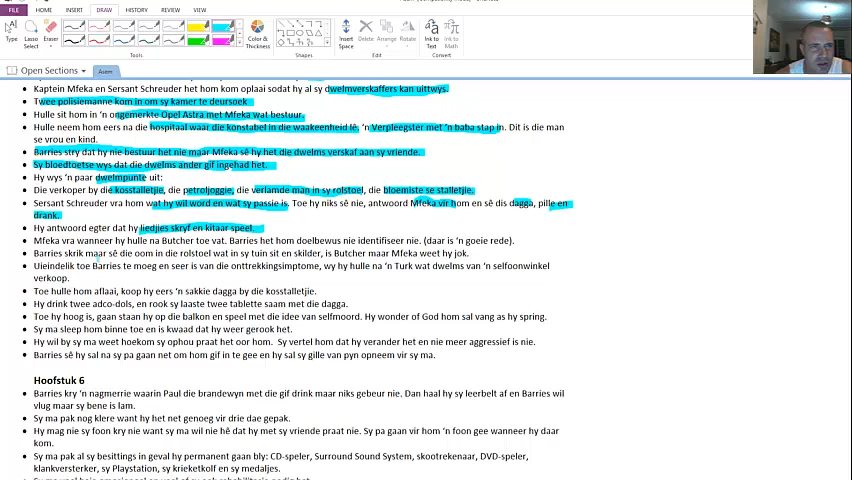 FILE HOME INSERT DRAW HISTORY REVIEW VIEW
Type Lasso Select Eraser Color & Thickness Insert Space Delete Arrange Rotate Ink to Text Ink to Math
Tools Shapes Edit Convert
Open Sections
Kaptein Mfeka en Sersant Schreuder het hom kom oplaai sodat hy al sy dwelmverskaffers kan uittwys.
Twee polisiemanne kom in om sy kamer te deursoek
Hulle sit hom in 'n ongemerkte Opel Astra met Mfeka wat bestuur.
Hulle neem hom eers na die hospitaal waar die konstabel in die waakeenheid lê. 'n Verpleegster met 'n baba stap in. Dit is die man
se vrou en kind.
Barries stry dat hy nie bestuur het nie maar Mfeka sê hy het die dwelms verskaf aan sy vriende.
Sy bloedtoetse wys dat die dwelms ander gif ingehad het.
Hy wys 'n paar dwelmpunte uit:
Die verkoper by die kosstalletjie, die petroljoggie, die verlamde man in sy rolstoel, die bloemiste se stalletjie.
Sersant Schreuder vra hom wat hy wil word en wat sy passie is. Toe hy niks sê nie, antwoord Mfeka vir hom en sê dis dagga, pille en
drank.
Hy antwoord egter dat hy liedjies skryf en kitaar speel.
Mfeka vra wanneer hy hulle na Butcher toe vat. Barries het hom doelbewus nie identifiseer nie. (daar is 'n goeie rede).
Barries skrik maar sê die oom in die rolstoel wat in sy tuin sit en skilder, is Butcher maar Mfeka weet hy jok.
Uieindelik toe Barries te moeg en seer is van die onttrekkingsimptome, wy hy hulle na 'n Turk wat dwelms van 'n selfoonwinkel
verkoop.
Toe hulle hom aflaai, koop hy eers 'n sakkie dagga by die kosstalletjie.
Hy drink twee adco-dols, en rook sy laaste twee tablette saam met die dagga.
Toe hy hoog is, gaan staan hy op die balkon en speel met die idee van selfmoord. Hy wonder of God hom sal vang as hy spring.
Sy ma sleep hom binne toe en is kwaad dat hy weer gerook het.
Hy wil by sy ma weet hoekom sy ophou praat het oor hom. Sy vertel hom dat hy verander het en nie meer aggressief is nie.
Barries sê hy sal na sy pa gaan net om hom gif in te gee en hy sal sy gille van pyn opneem vir sy ma.
Hoofstuk 6
Barries kry 'n nagmerrie waarin Paul die brandewyn met die gif drink maar niks gebeur nie. Dan haal hy sy leerbelt af en Barries wil
vlug maar sy bene is lam.
Sy ma pak nog klere want hy het net genoeg vir drie dae gepak.
Hy mag nie sy foon kry nie want sy ma wil nie hê dat hy met sy vriende praat nie. Sy pa gaan vir hom 'n foon gee wanneer hy daar
kom.
Sy ma pak al sy besittings in geval hy permanent gaan bly: CD-speler, Surround Sound System, skootrekenaar, DVD-speler,
klankversterker, sy Playstation, sy krieketkolf en sy medaljes.